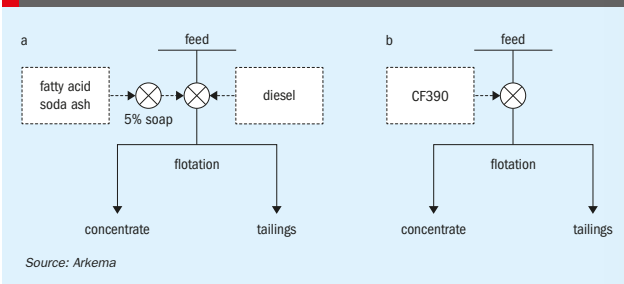 a
feed
fatty acid
soda ash
5% soap
diesel
flotation
concentrate
tailings
b
feed
CF390
flotation
concentrate
tailings
Source: Arkema